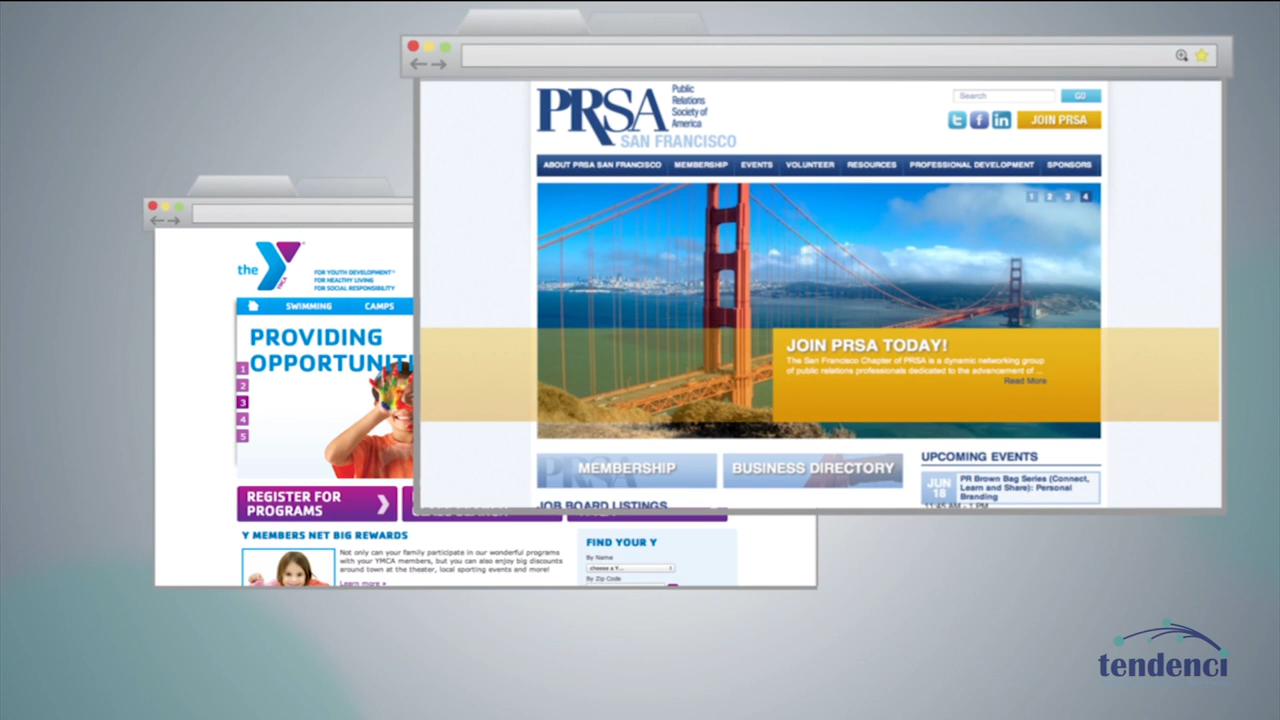 PRSA
Public
Relations
Society of
America
SAN FRANCISCO
Search
GO
JOIN PRSA
ABOUT PRSA SAN FRANCISCO MEMBERSHIP EVENTS VOLUNTEER RESOURCES PROFESSIONAL DEVELOPMENT SPONSORS
1 2 3 4
JOIN PRSA TODAY!
The San Francisco Chapter of PRSA is a dynamic networking group
of public relations professionals dedicated to the advancement of ...
Read More
MEMBERSHIP
BUSINESS DIRECTORY
UPCOMING EVENTS
JUN
18
PR Brown Bag Series (Connect,
Learn and Share): Personal
Branding
11:45 AM - 1 PM
JOB BOARD LISTINGS
the Y
YMCA
FOR YOUTH DEVELOPMENT
FOR HEALTHY LIVING
FOR SOCIAL RESPONSIBILITY
SWIMMING CAMPS
PROVIDING
OPPORTUNITI
1
2
3
4
5
REGISTER FOR
PROGRAMS
Y MEMBERS NET BIG REWARDS
Not only can your family participate in our wonderful programs
with your YMCA members, but you can also enjoy big discounts
around town at the theater, local sporting events and more!
Learn more »
FIND YOUR Y
By Name
choose a Y...
By Zip Code
tendenci